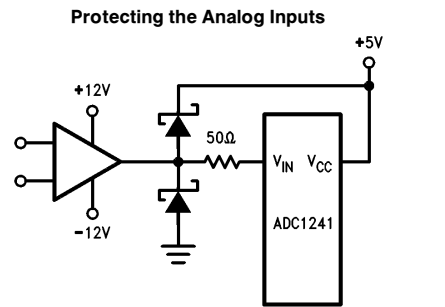 Protecting the Analog Inputs
+5V
+12V
50Ω
VIN VCC
ADC1241
−12V